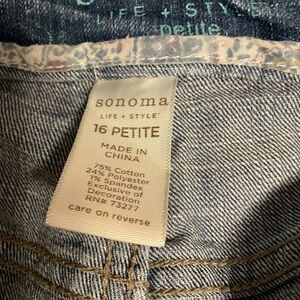 LIFE + STYLE
petite
sonoma
LIFE + STYLE
16 PETITE
MADE IN
CHINA
75% Cotton
24% Polyester
1% Spandex
Exclusive of
Decoration
RN# 73277
care on reverse